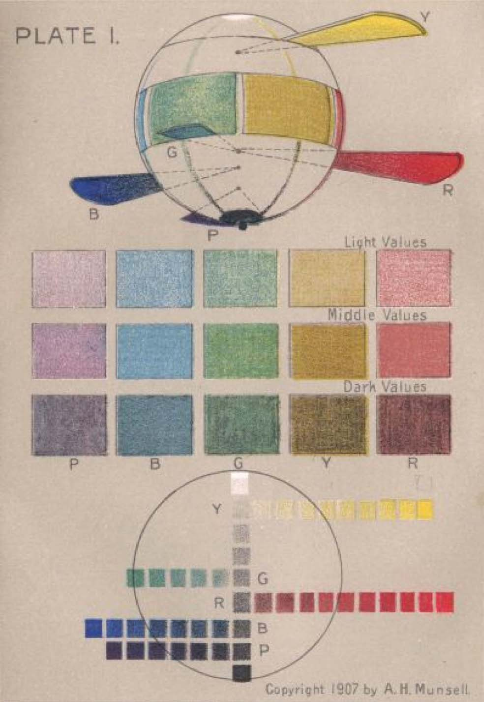 PLATE I.
Y
G
R
B
P
Light Values
Middle Values
Dark Values
P B G Y R
Y
G
R
B
P
Copyright 1907 by A. H. Munsell.